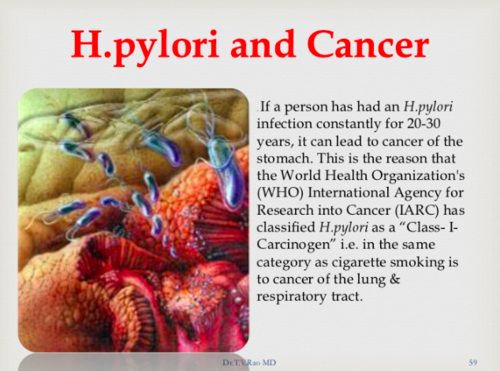 H.pylori and Cancer
If a person has had an H.pylori
infection constantly for 20-30
years, it can lead to cancer of the
stomach. This is the reason that
the World Health Organization's
(WHO) International Agency for
Research into Cancer (IARC) has
classified H.pylori as a “Class- I-
Carcinogen” i.e. in the same
category as cigarette smoking is
to cancer of the lung &
respiratory tract.
Dr.T.V.Rao MD
59